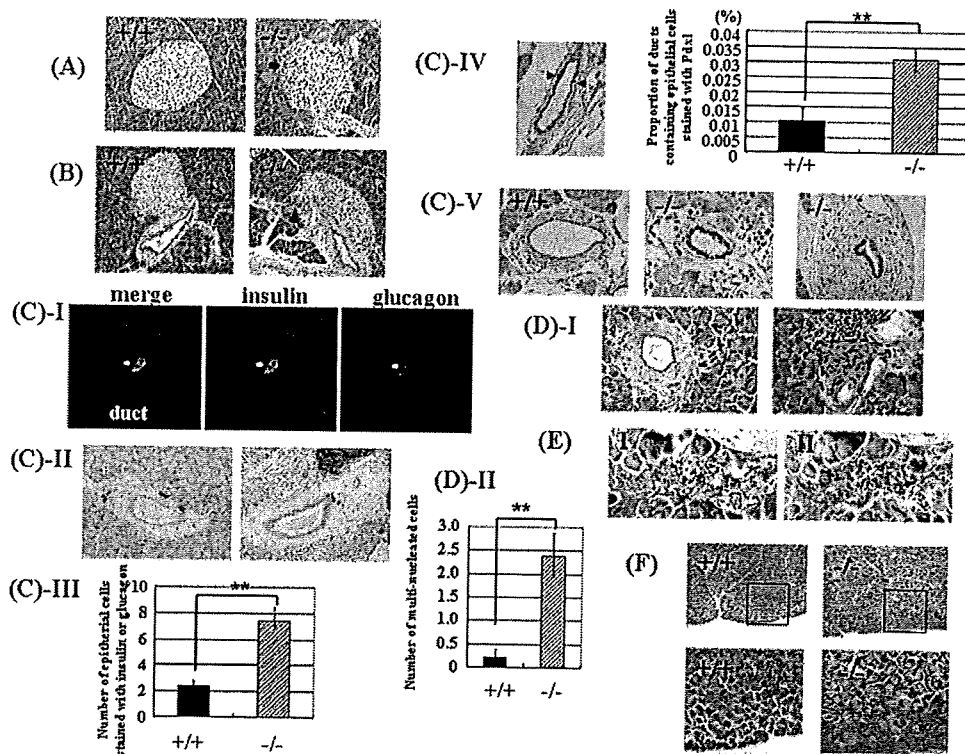 (A)
+/+
-/-
(B)
+/+
-/-
(C)-I
merge
insulin
glucagon
duct
(C)-II
(C)-III
Number of epitherial cells
stained with insulin or glucagon
10
8
6
4
2
0
**
+/+
-/-
(C)-IV
Proportion of ducts
containing epithelial cells
stained with Pdx1
(%)
0.04
0.035
0.03
0.025
0.02
0.015
0.01
0.005
0
**
+/+
-/-
(C)-V
+/+
-/-
-/-
(D)-I
(D)-II
Number of multi-nucleated cells
3.0
2.5
2.0
1.5
1.0
0.5
0
**
+/+
-/-
(E)
I
II
(F)
+/+
-/-
+/+
-/-